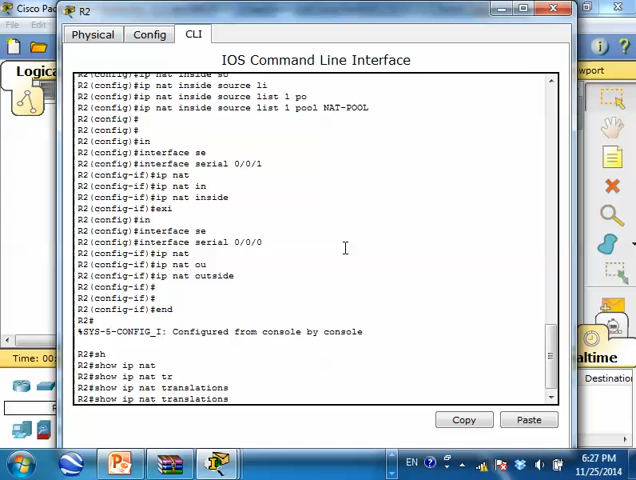 Cisco Pac
R2
File
Edit
Physical
Config
CLI
Logica
wport
IOS Command Line Interface
R2(config)#ip nat inside so
R2(config)#ip nat inside source li
R2(config)#ip nat inside source list 1 po
R2(config)#ip nat inside source list 1 pool NAT-POOL
R2(config)#
R2(config)#
R2(config)#in
R2(config)#interface se
R2(config)#interface serial 0/0/1
R2(config-if)#ip nat
R2(config-if)#ip nat in
R2(config-if)#ip nat inside
R2(config-if)#exi
R2(config)#in
R2(config)#interface se
R2(config)#interface serial 0/0/0
R2(config-if)#ip nat
R2(config-if)#ip nat ou
R2(config-if)#ip nat outside
R2(config-if)#
R2(config-if)#
R2(config-if)#end
R2#
%SYS-5-CONFIG_I: Configured from console by console
R2#sh
R2#show ip nat
R2#show ip nat tr
R2#show ip nat translations
R2#show ip nat translations
Time: 00:
ealtime
Destination
Copy
Paste
EN
6:27 PM
11/25/2014